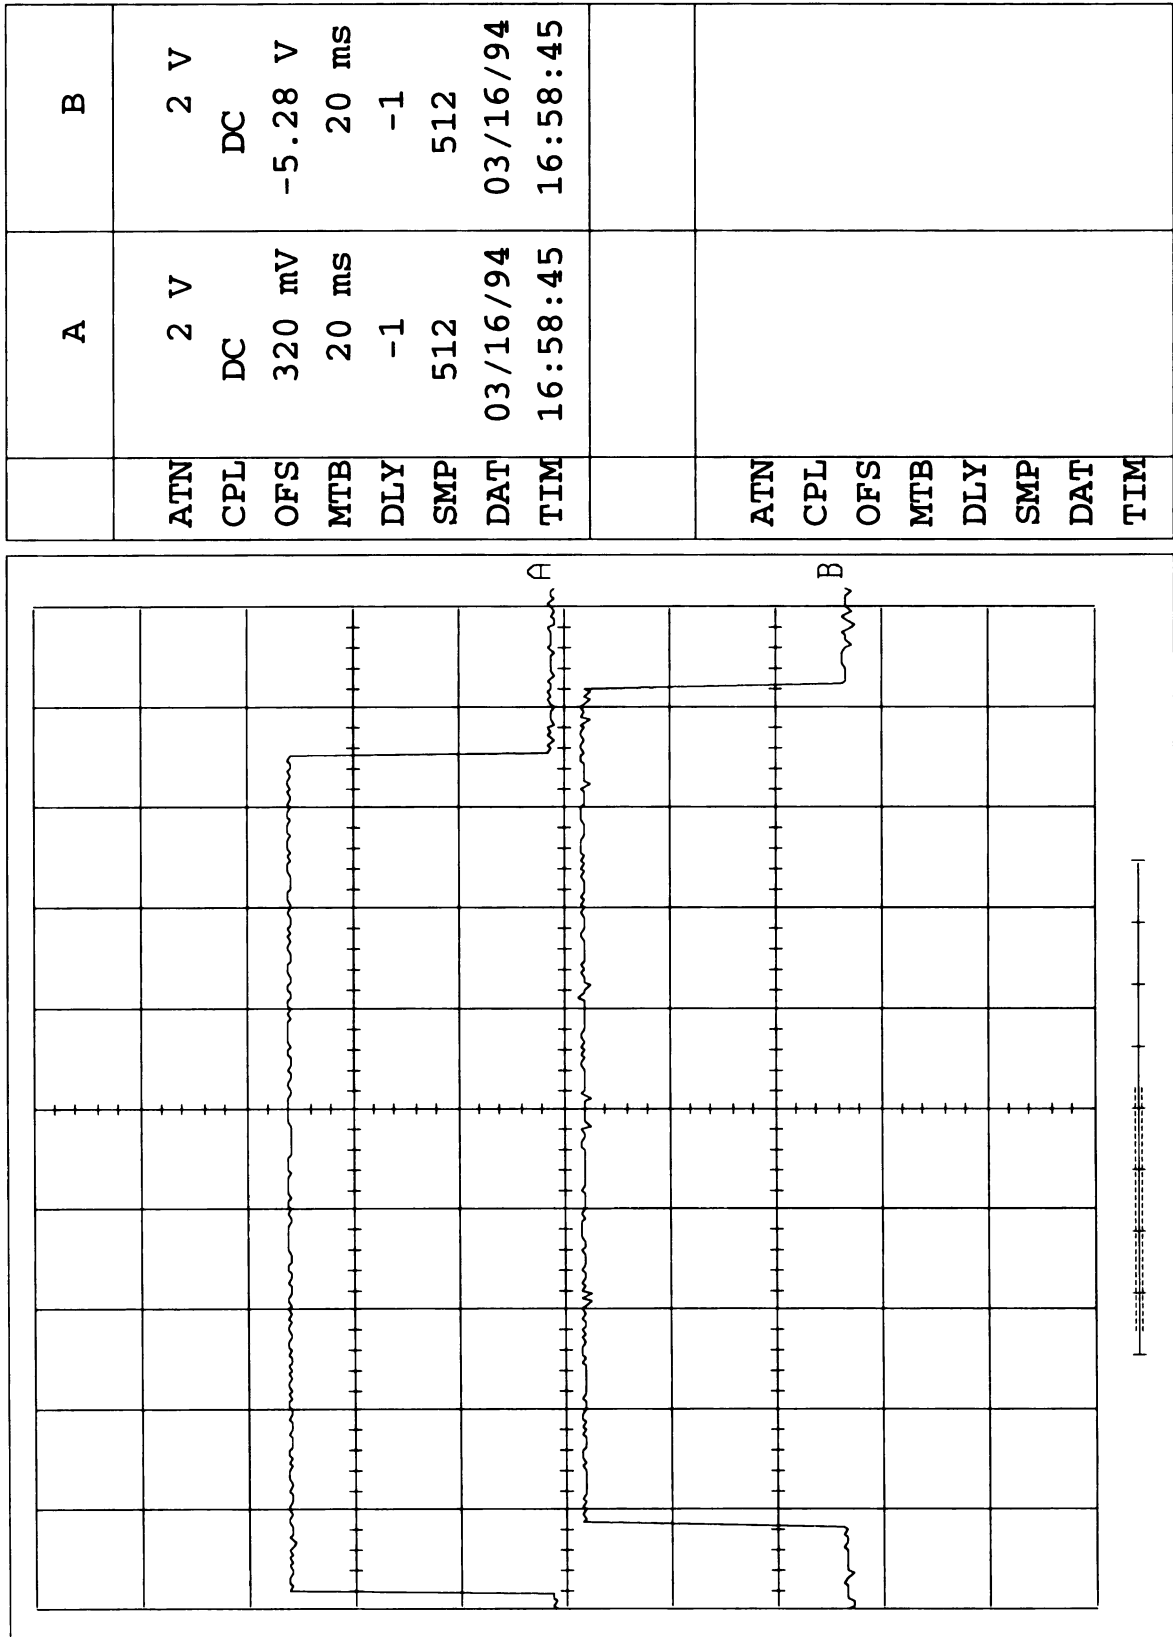 A B
ATN 2 V 2 V
CPL DC DC
OFS 320 mV -5.28 V
MTB 20 ms 20 ms
DLY -1 -1
SMP 512 512
DAT 03/16/94 03/16/94
TIM 16:58:45 16:58:45
ATN
CPL
OFS
MTB
DLY
SMP
DAT
TIM
A
B